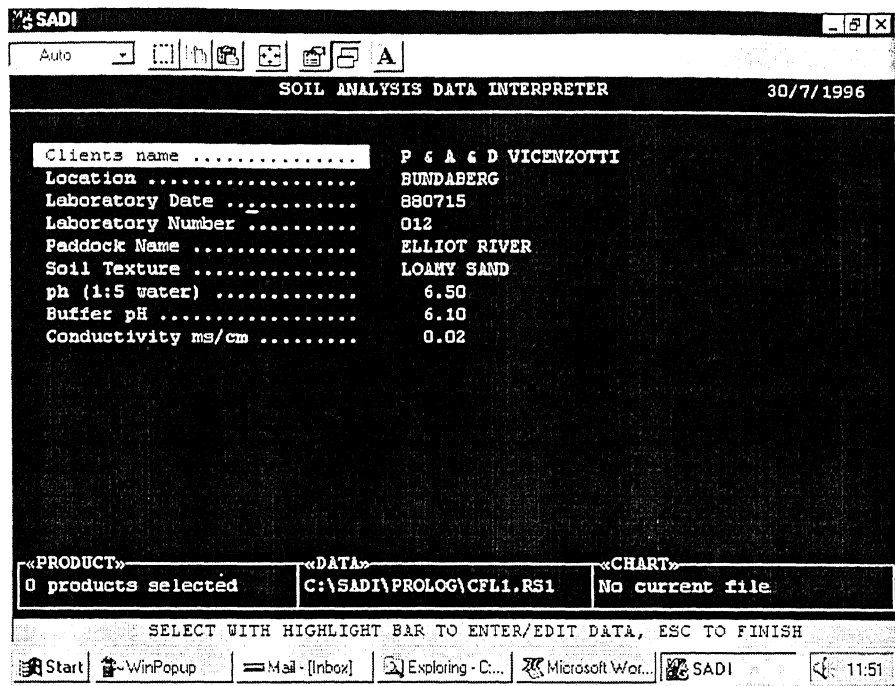 SADI
Auto
A
SOIL ANALYSIS DATA INTERPRETER 30/7/1996
Clients name ............... P & A & D VICENZOTTI
Location ................... BUNDABERG
Laboratory Date ............ 880715
Laboratory Number .......... 012
Paddock Name ............... ELLIOT RIVER
Soil Texture ............... LOAMY SAND
ph (1:5 water) ............. 6.50
Buffer pH .................. 6.10
Conductivity ms/cm ......... 0.02
«PRODUCT» «DATA» «CHART»
0 products selected C:\SADI\PROLOG\CFL1.RS1 No current file
SELECT WITH HIGHLIGHT BAR TO ENTER/EDIT DATA, ESC TO FINISH
Start WinPopup Mail - [Inbox] Exploring - C:... Microsoft Wor... SADI 11:51